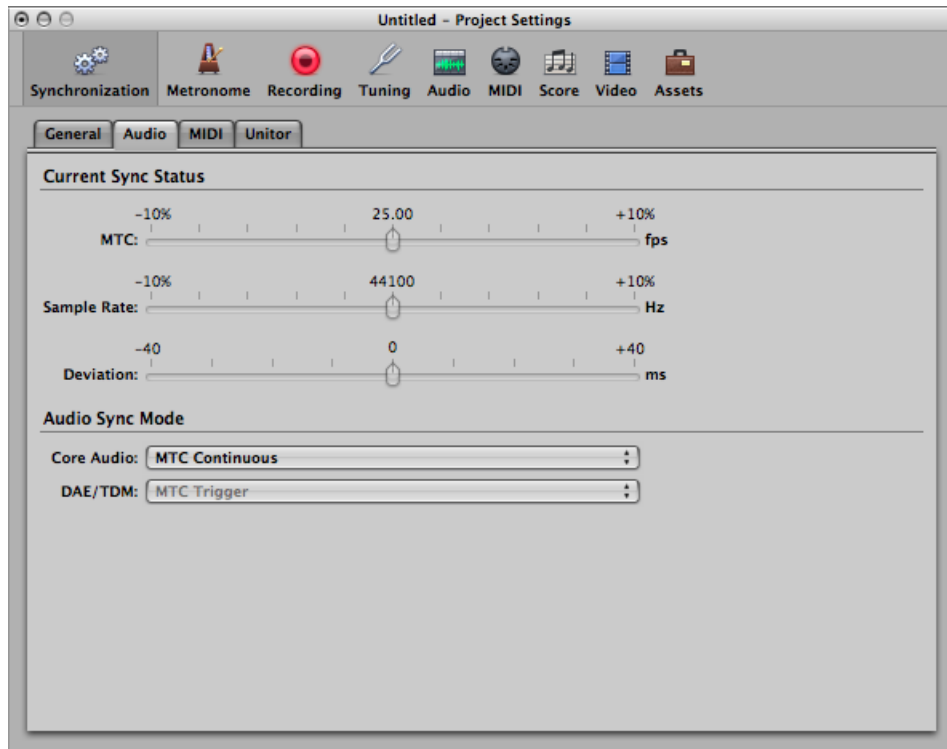 Untitled – Project Settings
Synchronization Metronome Recording Tuning Audio MIDI Score Video Assets
General Audio MIDI Unitor
Current Sync Status
-10% 25.00 +10%
MTC: fps
-10% 44100 +10%
Sample Rate: Hz
-40 0 +40
Deviation: ms
Audio Sync Mode
Core Audio: MTC Continuous
DAE/TDM: MTC Trigger